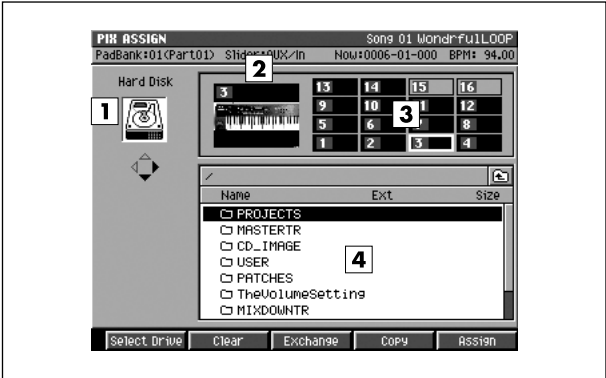 PIX ASSIGN Song 01 WondrfulLOOP
PadBank:01(Part01) Slider:AUX/In Now:0006-01-000 BPM: 94.00
Hard Disk
1
2
3
13 14 15 16
9 10 11 12
5 6 8
1 2 3 4
3
/
Name Ext Size
PROJECTS
MASTERTR
CD_IMAGE
USER
PATCHES
TheVolumeSetting
MIXDOWNTR
4
Select Drive Clear Exchange Copy Assign